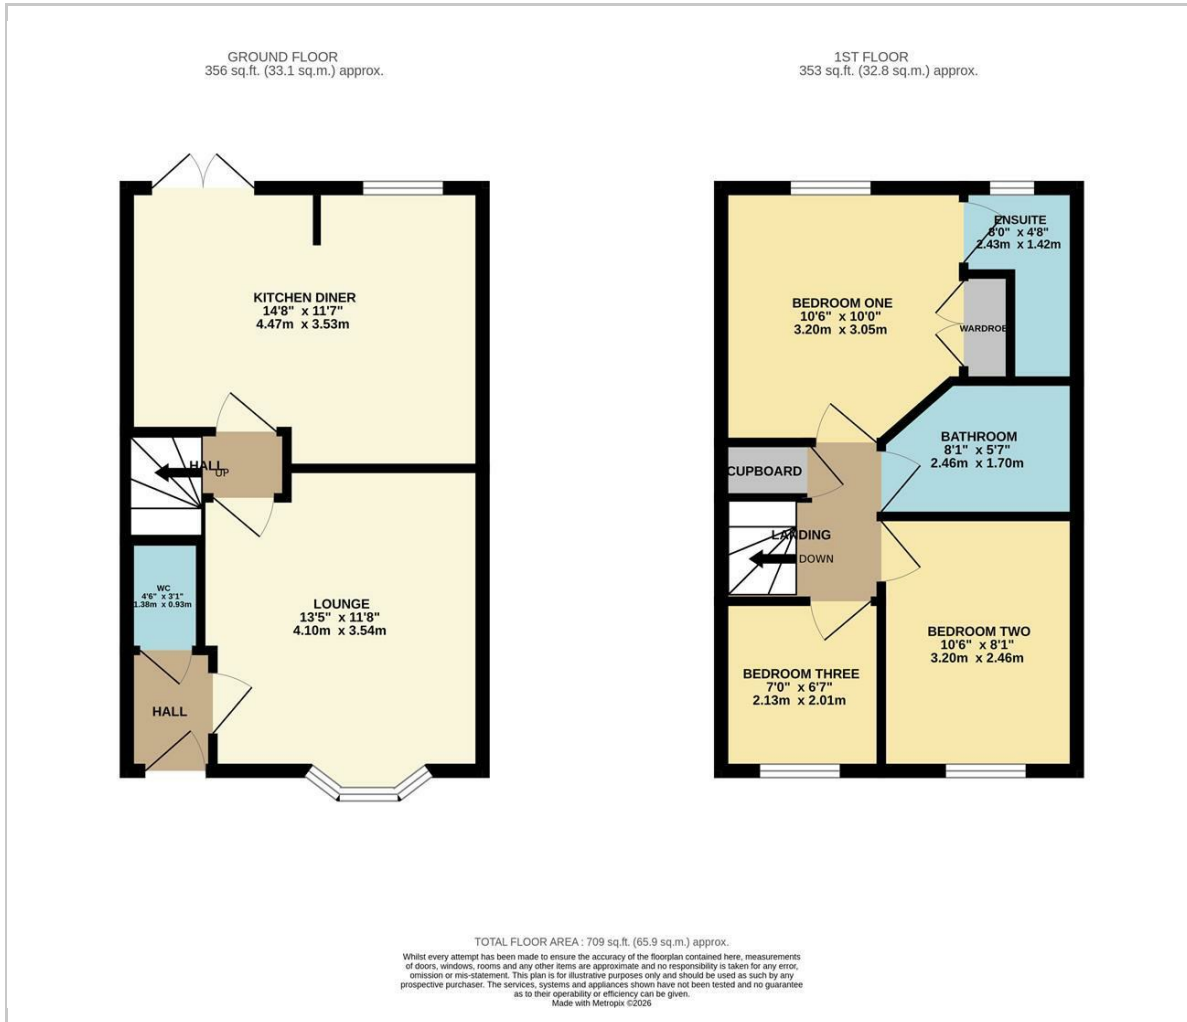 GROUND FLOOR
356 sq.ft. (33.1 sq.m.) approx.
KITCHEN DINER
14'8" x 11'7"
4.47m x 3.53m
HALL
UP
WC
4'6" x 3'1"
1.38m x 0.93m
LOUNGE
13'5" x 11'8"
4.10m x 3.54m
HALL
1ST FLOOR
353 sq.ft. (32.8 sq.m.) approx.
ENSUITE
8'0" x 4'8"
2.43m x 1.42m
BEDROOM ONE
10'6" x 10'0"
3.20m x 3.05m
WARDROB
BATHROOM
8'1" x 5'7"
2.46m x 1.70m
CUPBOARD
LANDING
DOWN
BEDROOM TWO
10'6" x 8'1"
3.20m x 2.46m
BEDROOM THREE
7'0" x 6'7"
2.13m x 2.01m
TOTAL FLOOR AREA : 709 sq.ft. (65.9 sq.m.) approx.
Whilst every attempt has been made to ensure the accuracy of the floorplan contained here, measurements
of doors, windows, rooms and any other items are approximate and no responsibility is taken for any error,
omission or mis-statement. This plan is for illustrative purposes only and should be used as such by any
prospective purchaser. The services, systems and appliances shown have not been tested and no guarantee
as to their operability or efficiency can be given.
Made with Metropix ©2026